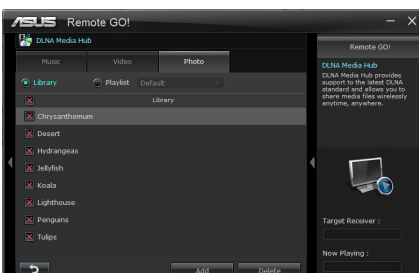 ASUS Remote GO!
DLNA Media Hub
Music Video Photo
Library Playlist Default
Library
Chrysanthemum
Desert
Hydrangeas
Jellyfish
Koala
Lighthouse
Penguins
Tulips
Add Delete
Remote GO!
DLNA Media Hub
DLNA Media Hub provides
support to the latest DLNA
standard and allows you to
share media files wirelessly
anytime, anywhere.
Target Receiver :
Now Playing :